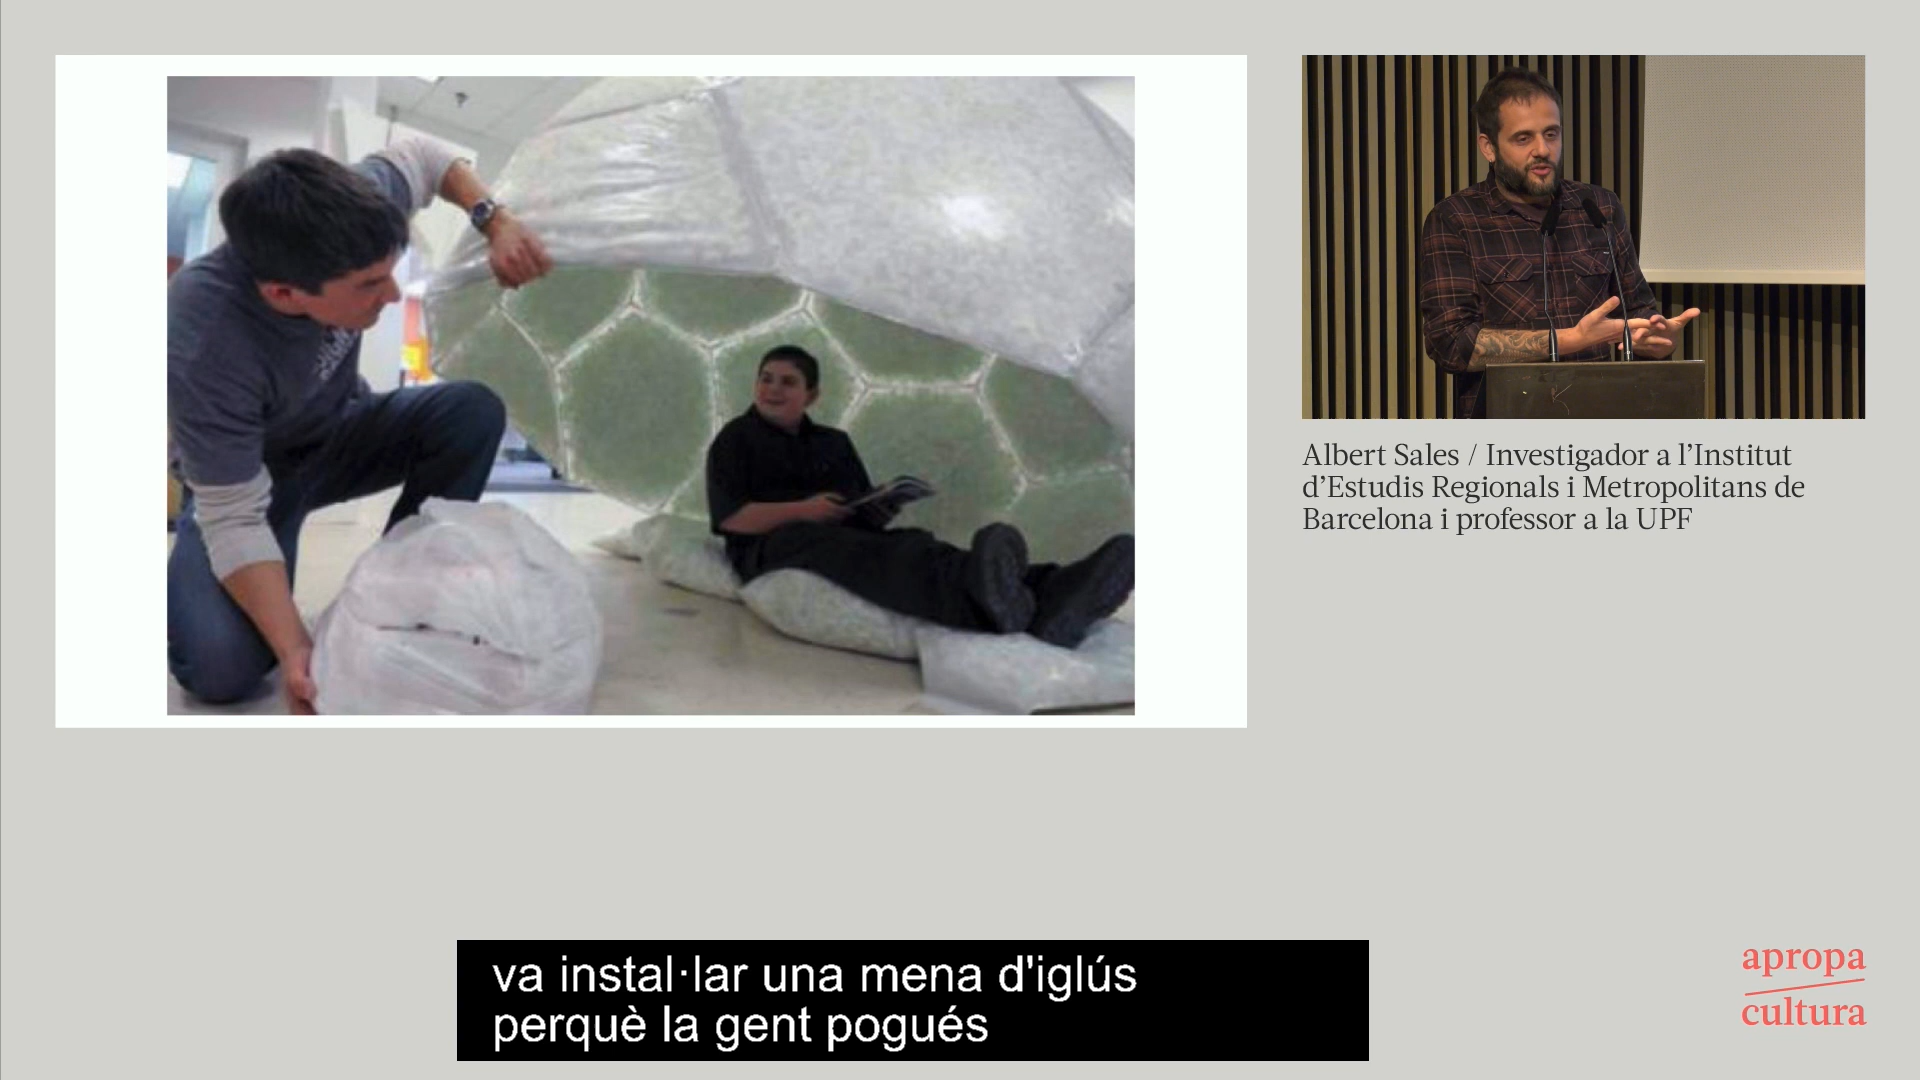 Albert Sales / Investigador a l’Institut
d’Estudis Regionals i Metropolitans de
Barcelona i professor a la UPF
va instal·lar una mena d'iglús
perquè la gent pogués
apropa
cultura